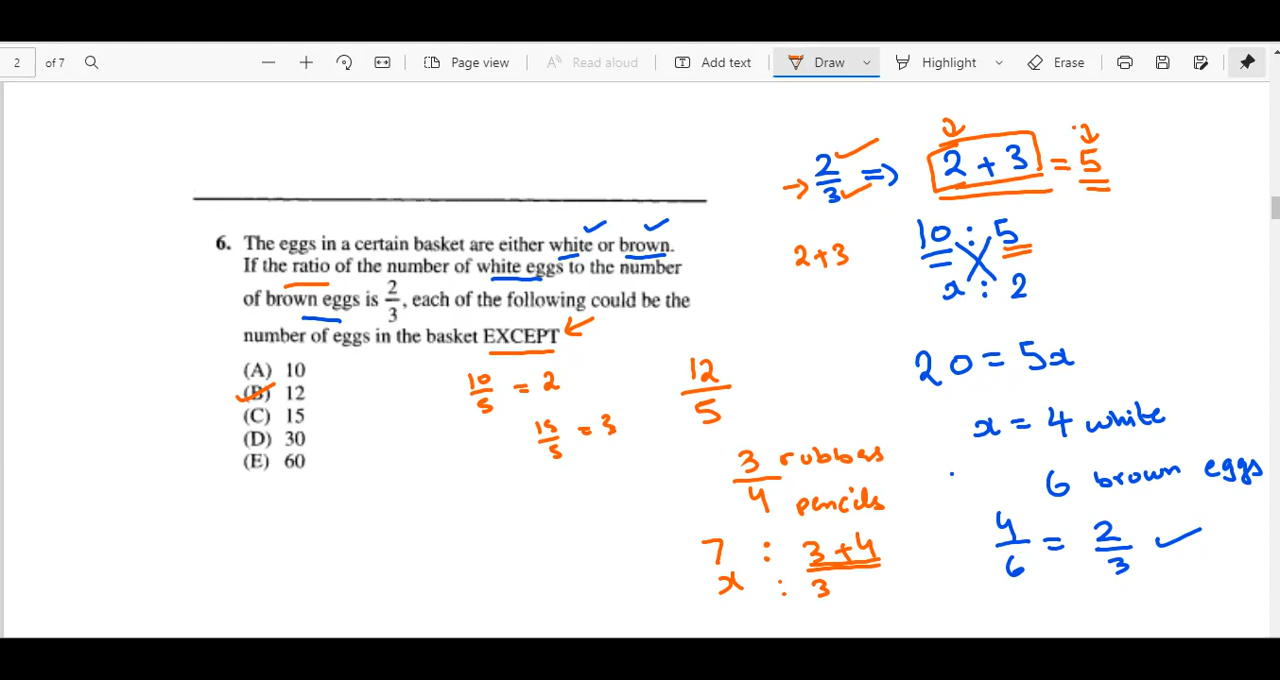 2 of 7 Page view Read aloud Add text Draw Highlight Erase
2/3 => 2 + 3 = 5
6. The eggs in a certain basket are either white or brown.
If the ratio of the number of white eggs to the number
of brown eggs is 2/3, each of the following could be the
number of eggs in the basket EXCEPT
(A) 10
(B) 12
(C) 15
(D) 30
(E) 60
10/5 = 2
15/5 = 3
12/5
2+3
10 : 5
x : 2
20 = 5x
x = 4 white
6 brown eggs
4/6 = 2/3
3 rubbers
4 pencils
7 : 3+4
x : 3